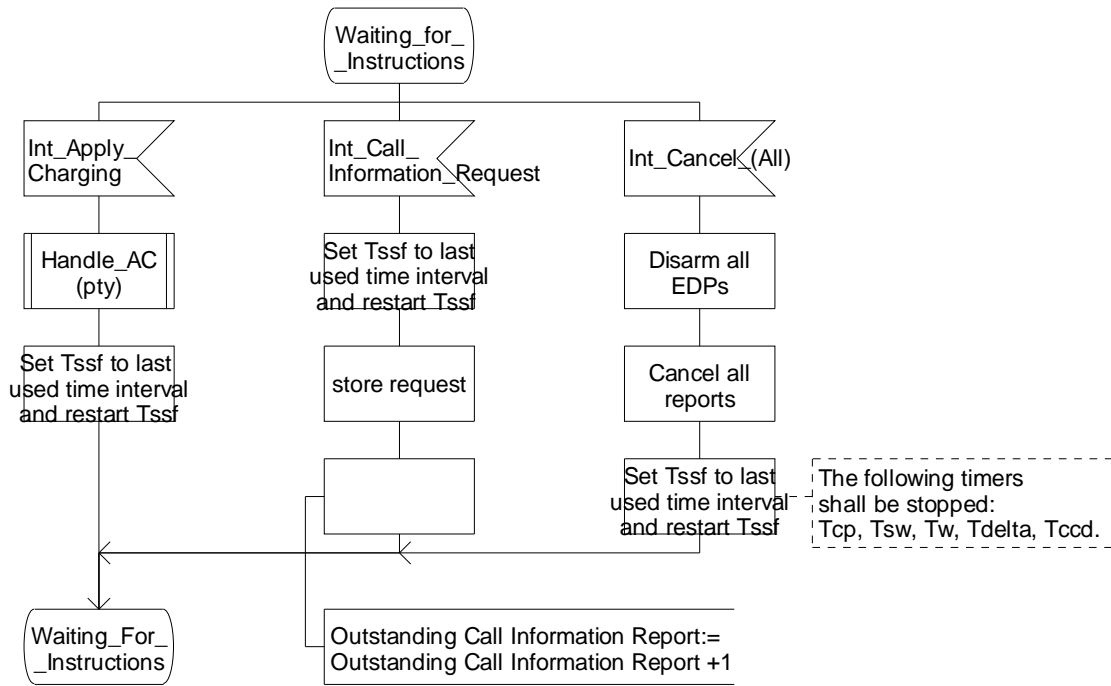 Waiting_for_
_Instructions
Int_Apply_
Charging
Int_Call_
Information_Request
Int_Cancel_(All)
Handle_AC
(pty)
Set Tssf to last
used time interval
and restart Tssf
Disarm all
EDPs
Set Tssf to last
used time interval
and restart Tssf
store request
Cancel all
reports
Set Tssf to last
used time interval
and restart Tssf
The following timers
shall be stopped:
Tcp, Tsw, Tw, Tdelta, Tccd.
Waiting_For_
_Instructions
Outstanding Call Information Report:=
Outstanding Call Information Report +1